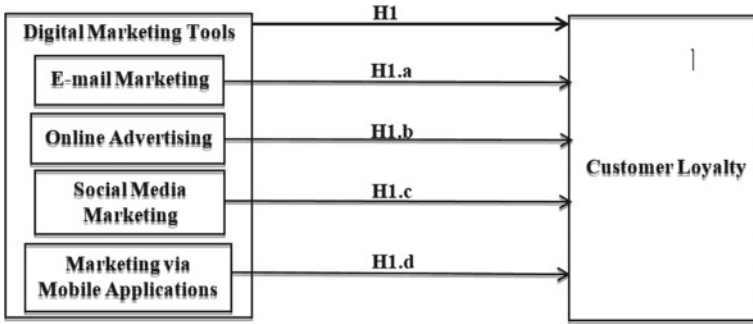 Digital Marketing Tools
H1
E-mail Marketing
H1.a
Online Advertising
H1.b
Social Media
Marketing
H1.c
Marketing via
Mobile Applications
H1.d
Customer Loyalty